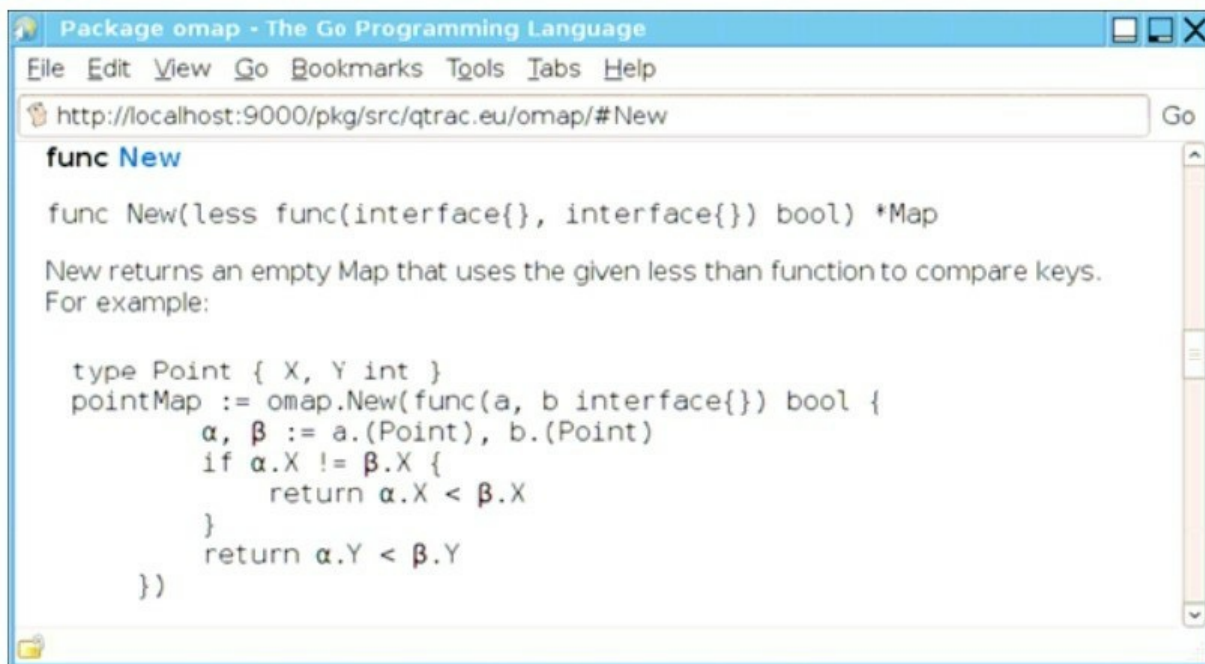 Package omap - The Go Programming Language
File Edit View Go Bookmarks Tools Tabs Help
http://localhost:9000/pkg/src/qtrac.eu/omap/#New Go
func New
func New(less func(interface{}, interface{}) bool) *Map
New returns an empty Map that uses the given less than function to compare keys.
For example:
type Point { X, Y int }
pointMap := omap.New(func(a, b interface{}) bool {
        α, β := a.(Point), b.(Point)
        if α.X != β.X {
            return α.X < β.X
        }
        return α.Y < β.Y
    })